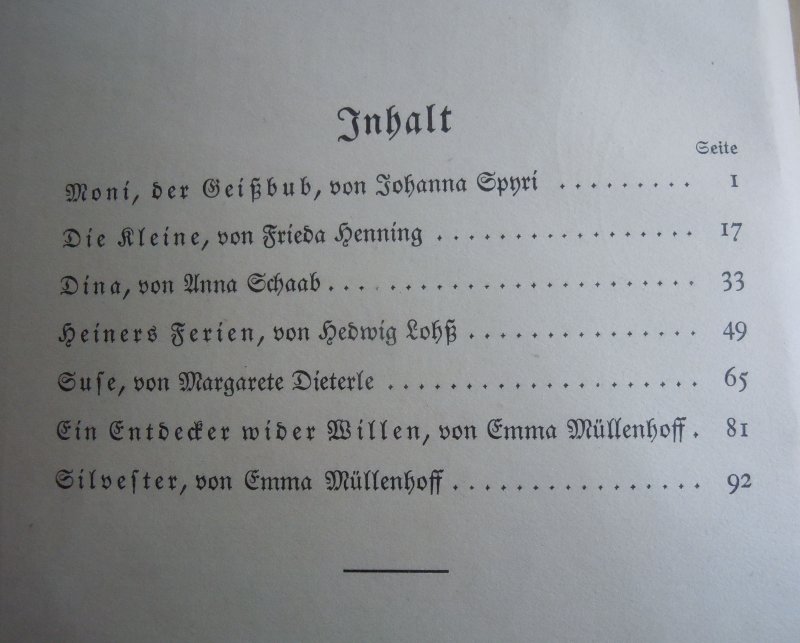 Inhalt
Seite
Moni, der Geißbub, von Johanna Spyri . . . . . . . . . 1
Die Kleine, von Frieda Henning . . . . . . . . . . . . . . . . . 17
Dina, von Anna Schaab . . . . . . . . . . . . . . . . . . . . . . . . 33
Heiners Ferien, von Hedwig Lohß . . . . . . . . . . . . . . . 49
Suse, von Margarete Dieterle . . . . . . . . . . . . . . . . . . . . 65
Ein Entdecker wider Willen, von Emma Müllenhoff . 81
Silvester, von Emma Müllenhoff . . . . . . . . . . . . . . . . 92